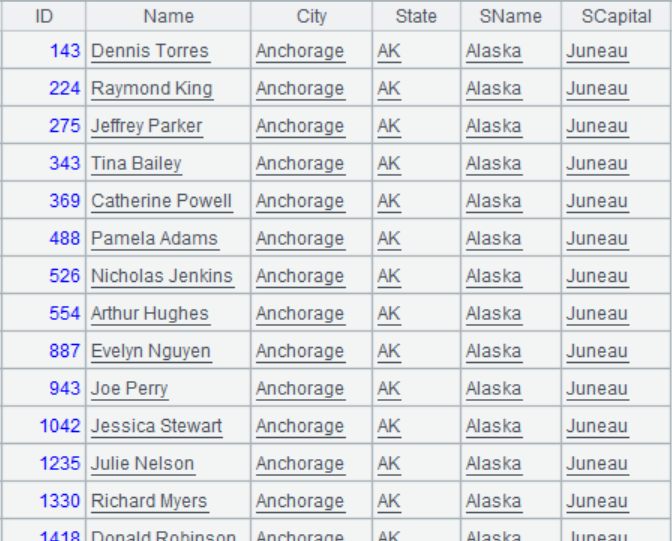 ID Name City State SName SCapital
143 Dennis Torres Anchorage AK Alaska Juneau
224 Raymond King Anchorage AK Alaska Juneau
275 Jeffrey Parker Anchorage AK Alaska Juneau
343 Tina Bailey Anchorage AK Alaska Juneau
369 Catherine Powell Anchorage AK Alaska Juneau
488 Pamela Adams Anchorage AK Alaska Juneau
526 Nicholas Jenkins Anchorage AK Alaska Juneau
554 Arthur Hughes Anchorage AK Alaska Juneau
887 Evelyn Nguyen Anchorage AK Alaska Juneau
943 Joe Perry Anchorage AK Alaska Juneau
1042 Jessica Stewart Anchorage AK Alaska Juneau
1235 Julie Nelson Anchorage AK Alaska Juneau
1330 Richard Myers Anchorage AK Alaska Juneau
1418 Donald Robinson Anchorage AK Alaska Juneau